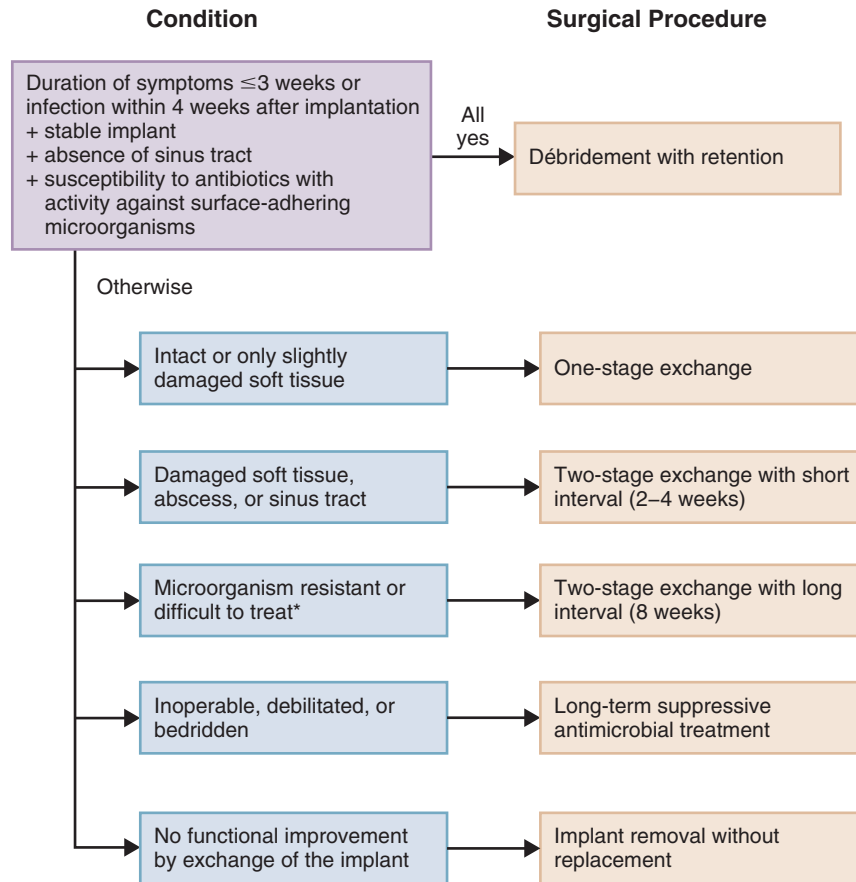 Condition
Surgical Procedure
Duration of symptoms ≤3 weeks or
infection within 4 weeks after implantation
+ stable implant
+ absence of sinus tract
+ susceptibility to antibiotics with
activity against surface-adhering
microorganisms
All
yes
Débridement with retention
Otherwise
Intact or only slightly
damaged soft tissue
One-stage exchange
Damaged soft tissue,
abscess, or sinus tract
Two-stage exchange with short
interval (2–4 weeks)
Microorganism resistant or
difficult to treat*
Two-stage exchange with long
interval (8 weeks)
Inoperable, debilitated, or
bedridden
Long-term suppressive
antimicrobial treatment
No functional improvement
by exchange of the implant
Implant removal without
replacement